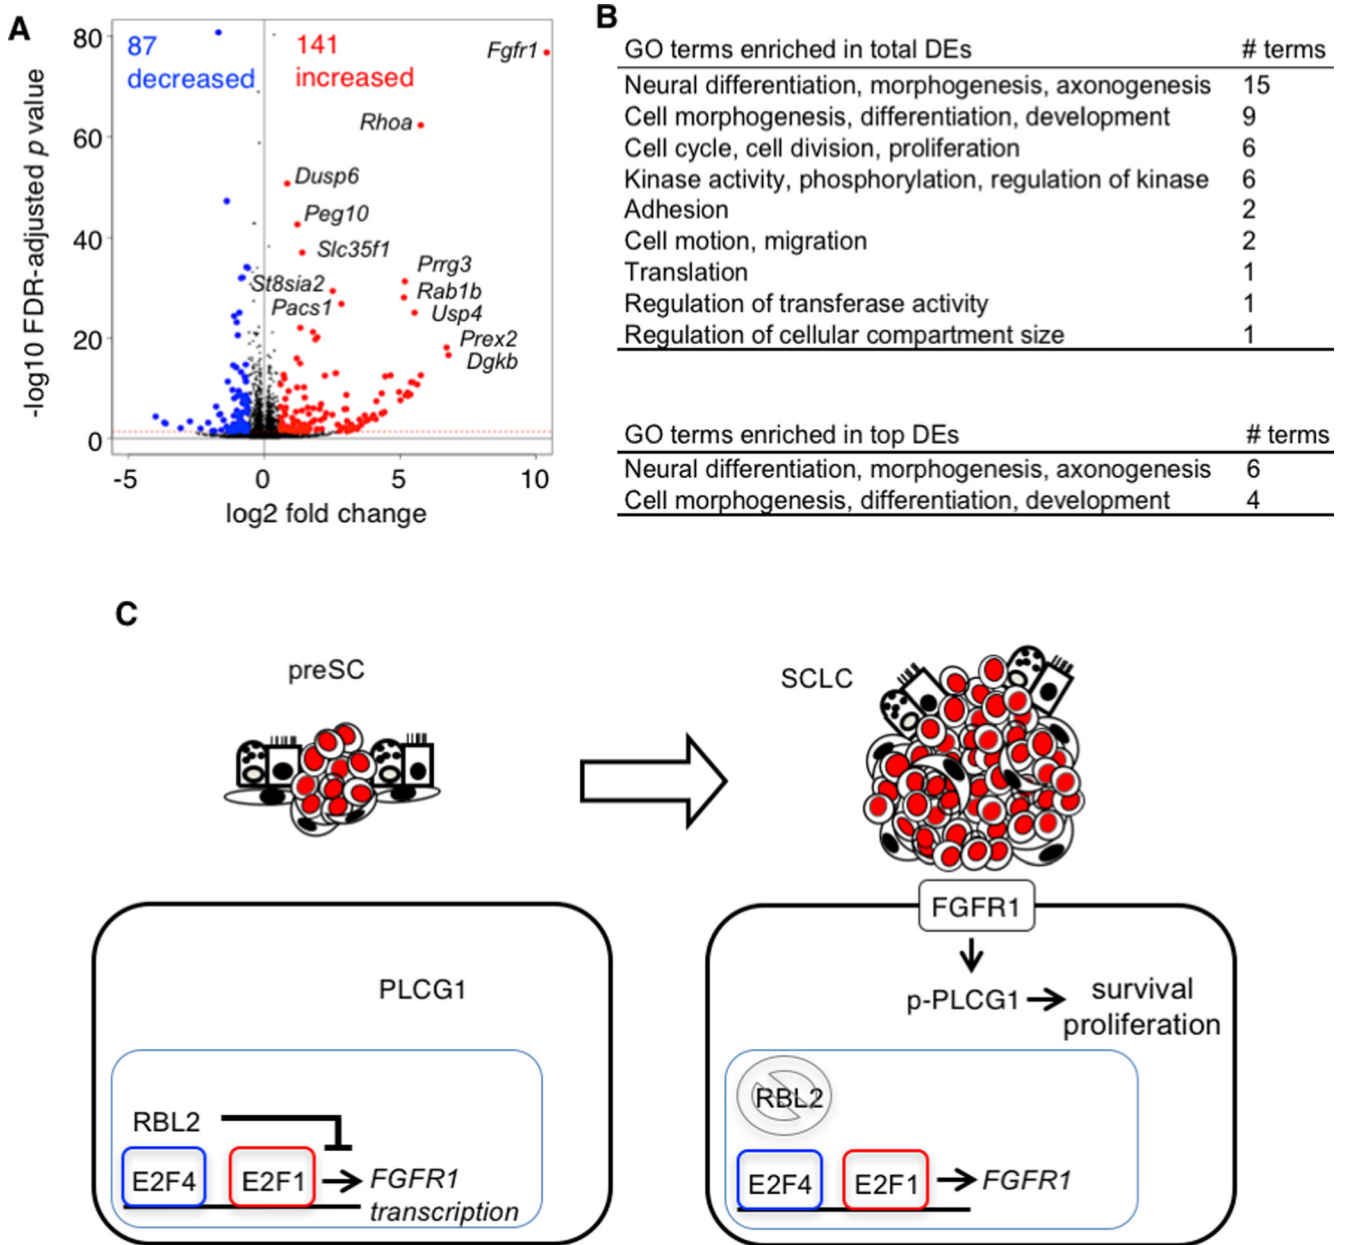 A
-log10 FDR-adjusted p value
80
60
40
20
0
87
decreased
141
increased
Fgfr1
Rhoa
Dusp6
Peg10
Slc35f1
Prrg3
St8sia2
Rab1b
Pacs1
Usp4
Prex2
Dgkb
-5
0
5
10
log2 fold change
B
GO terms enriched in total DEs # terms
Neural differentiation, morphogenesis, axonogenesis 15
Cell morphogenesis, differentiation, development 9
Cell cycle, cell division, proliferation 6
Kinase activity, phosphorylation, regulation of kinase 6
Adhesion 2
Cell motion, migration 2
Translation 1
Regulation of transferase activity 1
Regulation of cellular compartment size 1
GO terms enriched in top DEs # terms
Neural differentiation, morphogenesis, axonogenesis 6
Cell morphogenesis, differentiation, development 4
C
preSC
SCLC
PLCG1
RBL2
E2F4
E2F1
FGFR1
transcription
FGFR1
p-PLCG1
survival
proliferation
RBL2
E2F4
E2F1
FGFR1